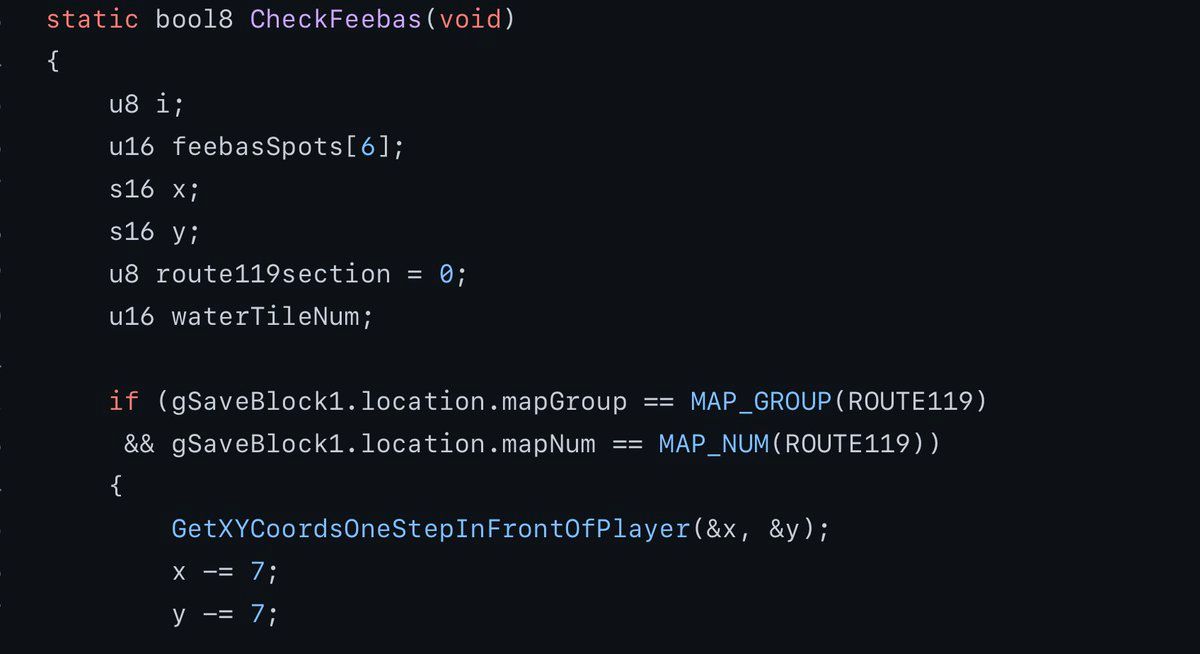 static bool8 CheckFeebas(void)
{
    u8 i;
    u16 feebasSpots[6];
    s16 x;
    s16 y;
    u8 route119section = 0;
    u16 waterTileNum;

    if (gSaveBlock1.location.mapGroup == MAP_GROUP(ROUTE119)
     && gSaveBlock1.location.mapNum == MAP_NUM(ROUTE119))
    {
        GetXYCoordsOneStepInFrontOfPlayer(&x, &y);
        x -= 7;
        y -= 7;